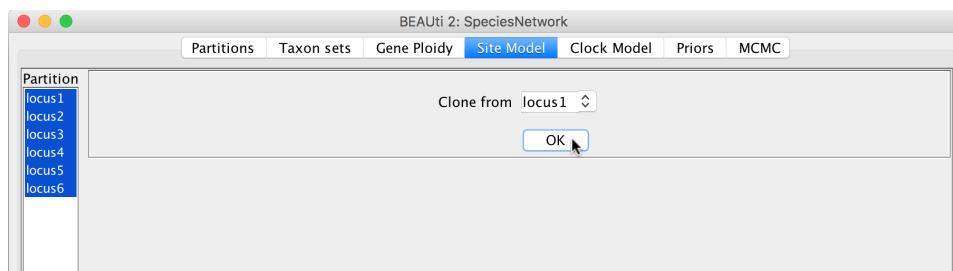 BEAUti 2: SpeciesNetwork
Partitions Taxon sets Gene Ploidy Site Model Clock Model Priors MCMC
Partition
locus1
locus2
locus3
locus4
locus5
locus6
Clone from locus1
OK